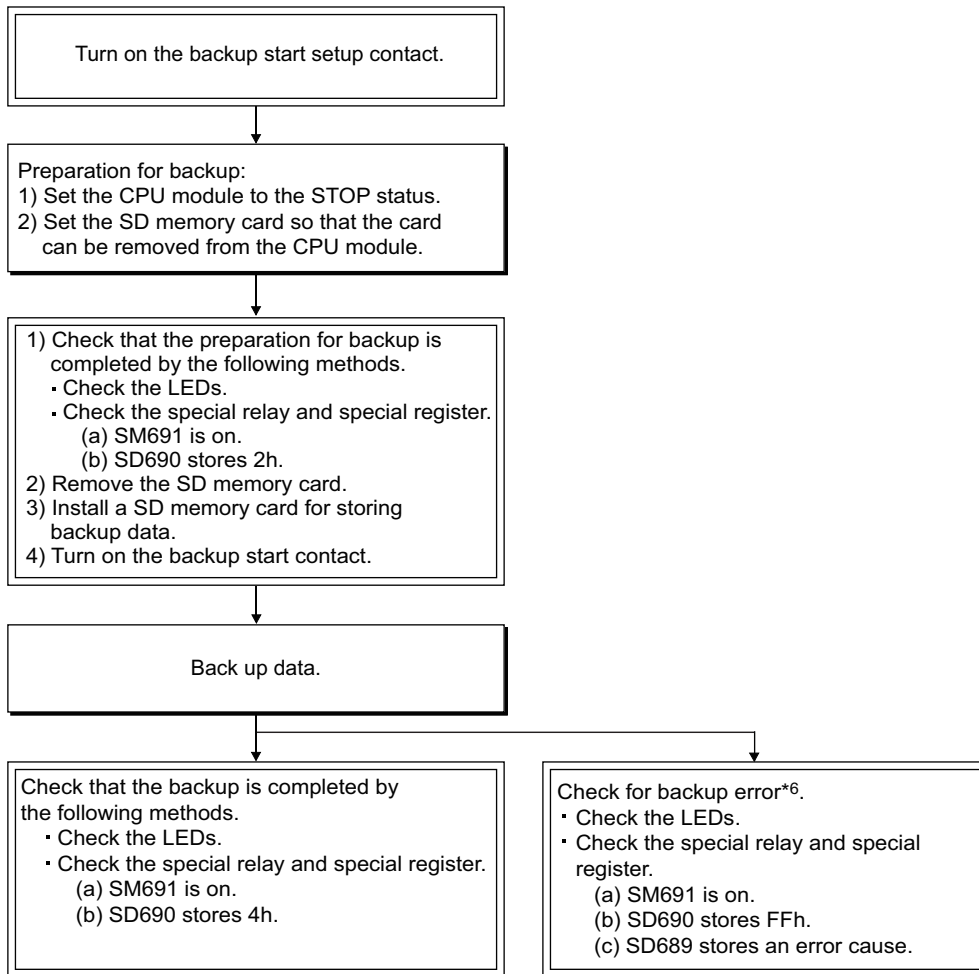 Turn on the backup start setup contact.
Preparation for backup:
1) Set the CPU module to the STOP status.
2) Set the SD memory card so that the card
can be removed from the CPU module.
1) Check that the preparation for backup is
completed by the following methods.
· Check the LEDs.
· Check the special relay and special register.
(a) SM691 is on.
(b) SD690 stores 2h.
2) Remove the SD memory card.
3) Install a SD memory card for storing
backup data.
4) Turn on the backup start contact.
Back up data.
Check that the backup is completed by
the following methods.
· Check the LEDs.
· Check the special relay and special register.
(a) SM691 is on.
(b) SD690 stores 4h.
Check for backup error*6.
· Check the LEDs.
· Check the special relay and special
register.
(a) SM691 is on.
(b) SD690 stores FFh.
(c) SD689 stores an error cause.